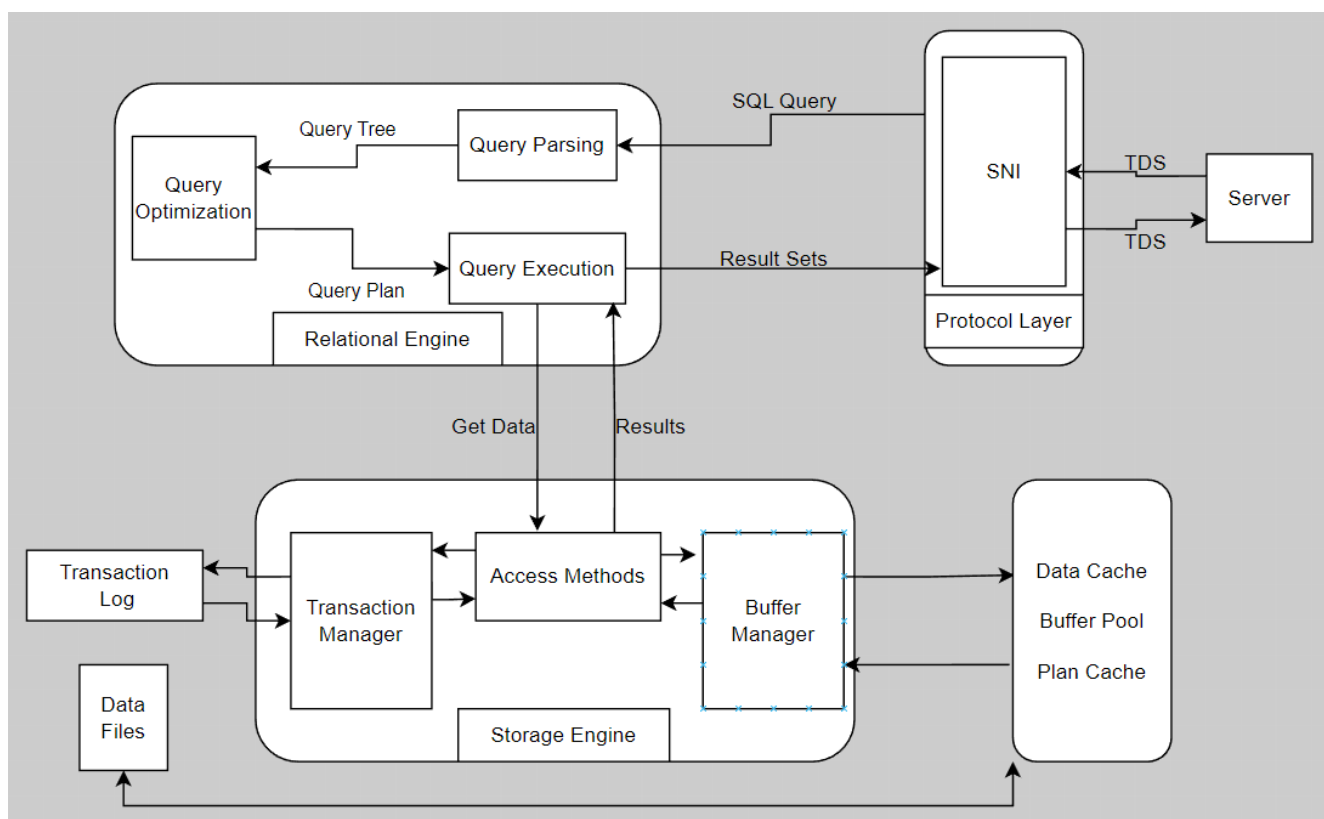 SQL Query
Query Tree
Query Parsing
Query
Optimization
SNI
TDS
Server
TDS
Query Execution
Result Sets
Query Plan
Protocol Layer
Relational Engine
Get Data
Results
Transaction
Log
Transaction
Manager
Access Methods
Buffer
Manager
Data Cache
Buffer Pool
Plan Cache
Data
Files
Storage Engine